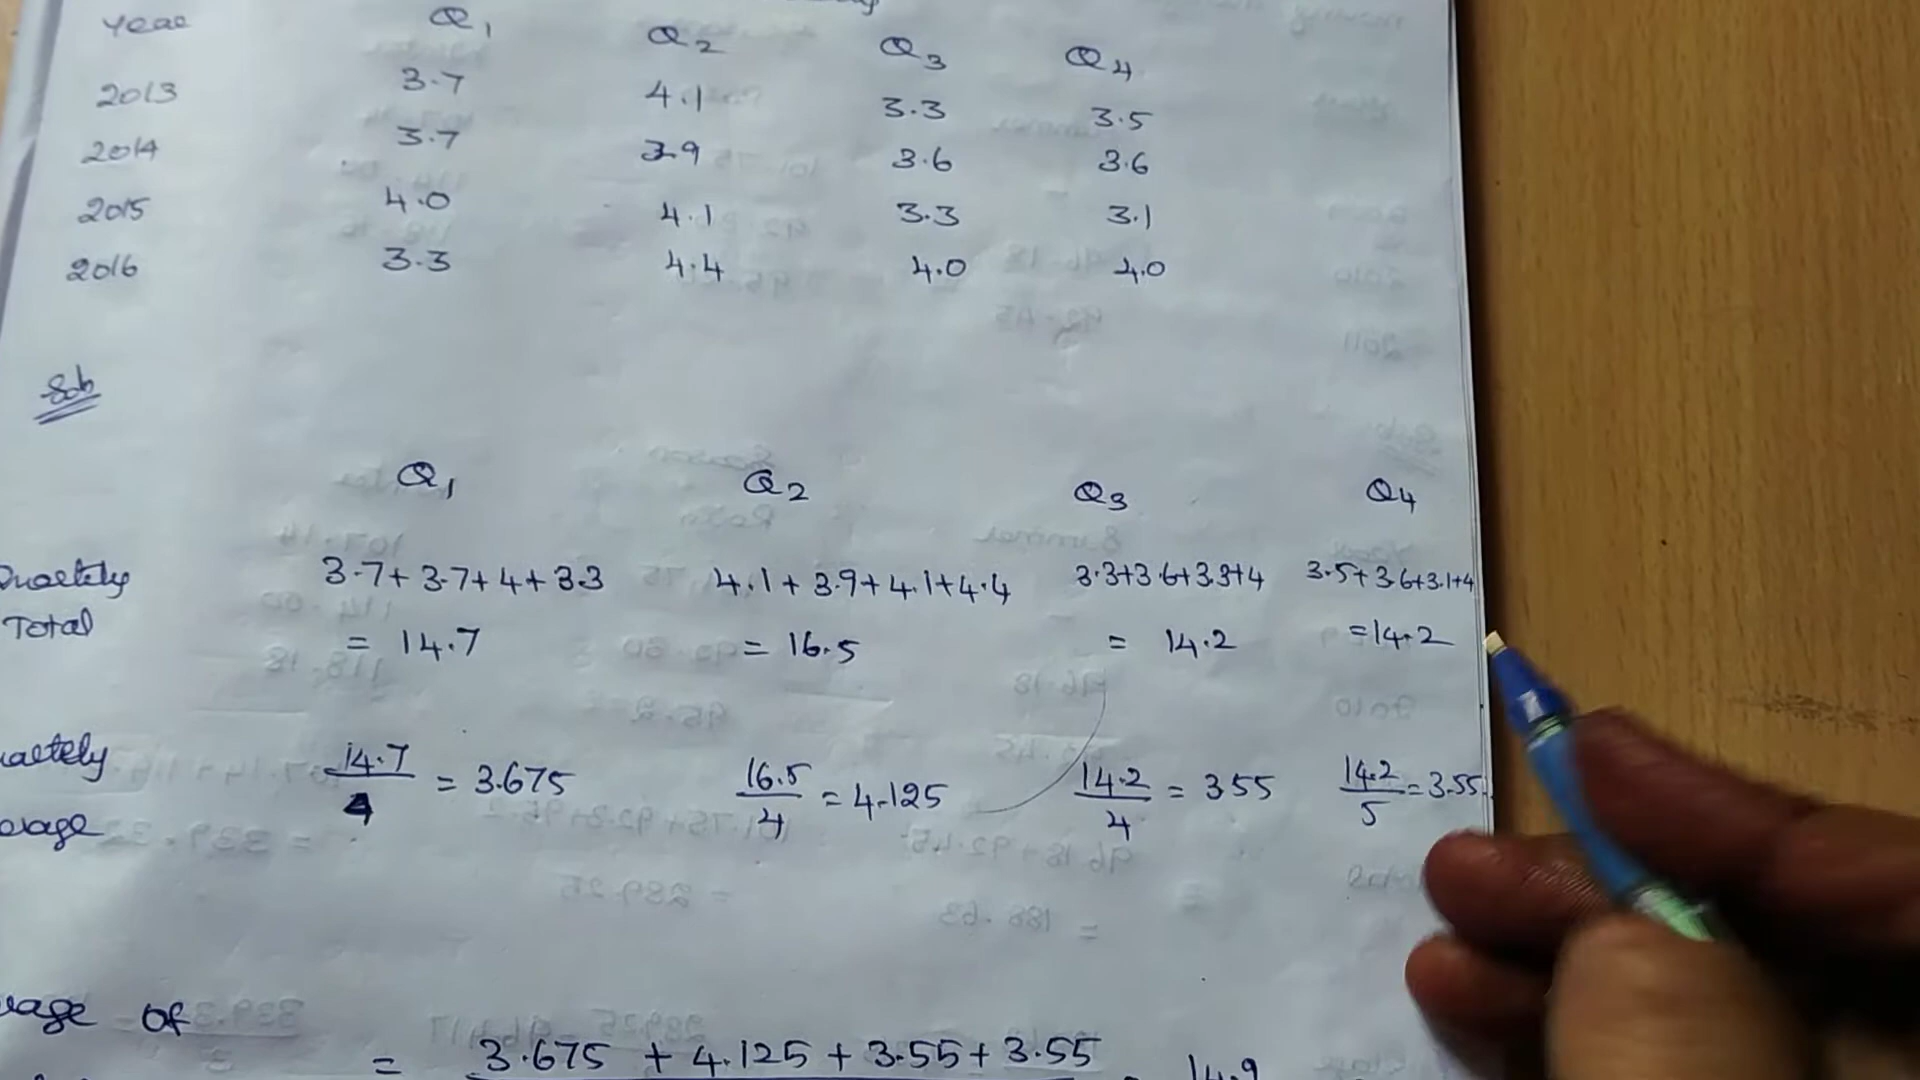 Year Q1 Q2 Q3 Q4
2013 3.7 4.1 3.3 3.5
2014 3.7 3.9 3.6 3.6
2015 4.0 4.1 3.3 3.1
2016 3.3 4.4 4.0 4.0
Q1 Q2 Q3 Q4
3.7+3.7+4+3.3 4.1+3.9+4.1+4.4 3.3+3.6+3.3+4 3.5+3.6+3.1+4
Total = 14.7 = 16.5 = 14.2 =14.2
14.7/4 = 3.675 16.5/4 = 4.125 14.2/4 = 3.55 14.2/5 = 3.55
of
= 3.675 + 4.125 + 3.55 + 3.55 14.9